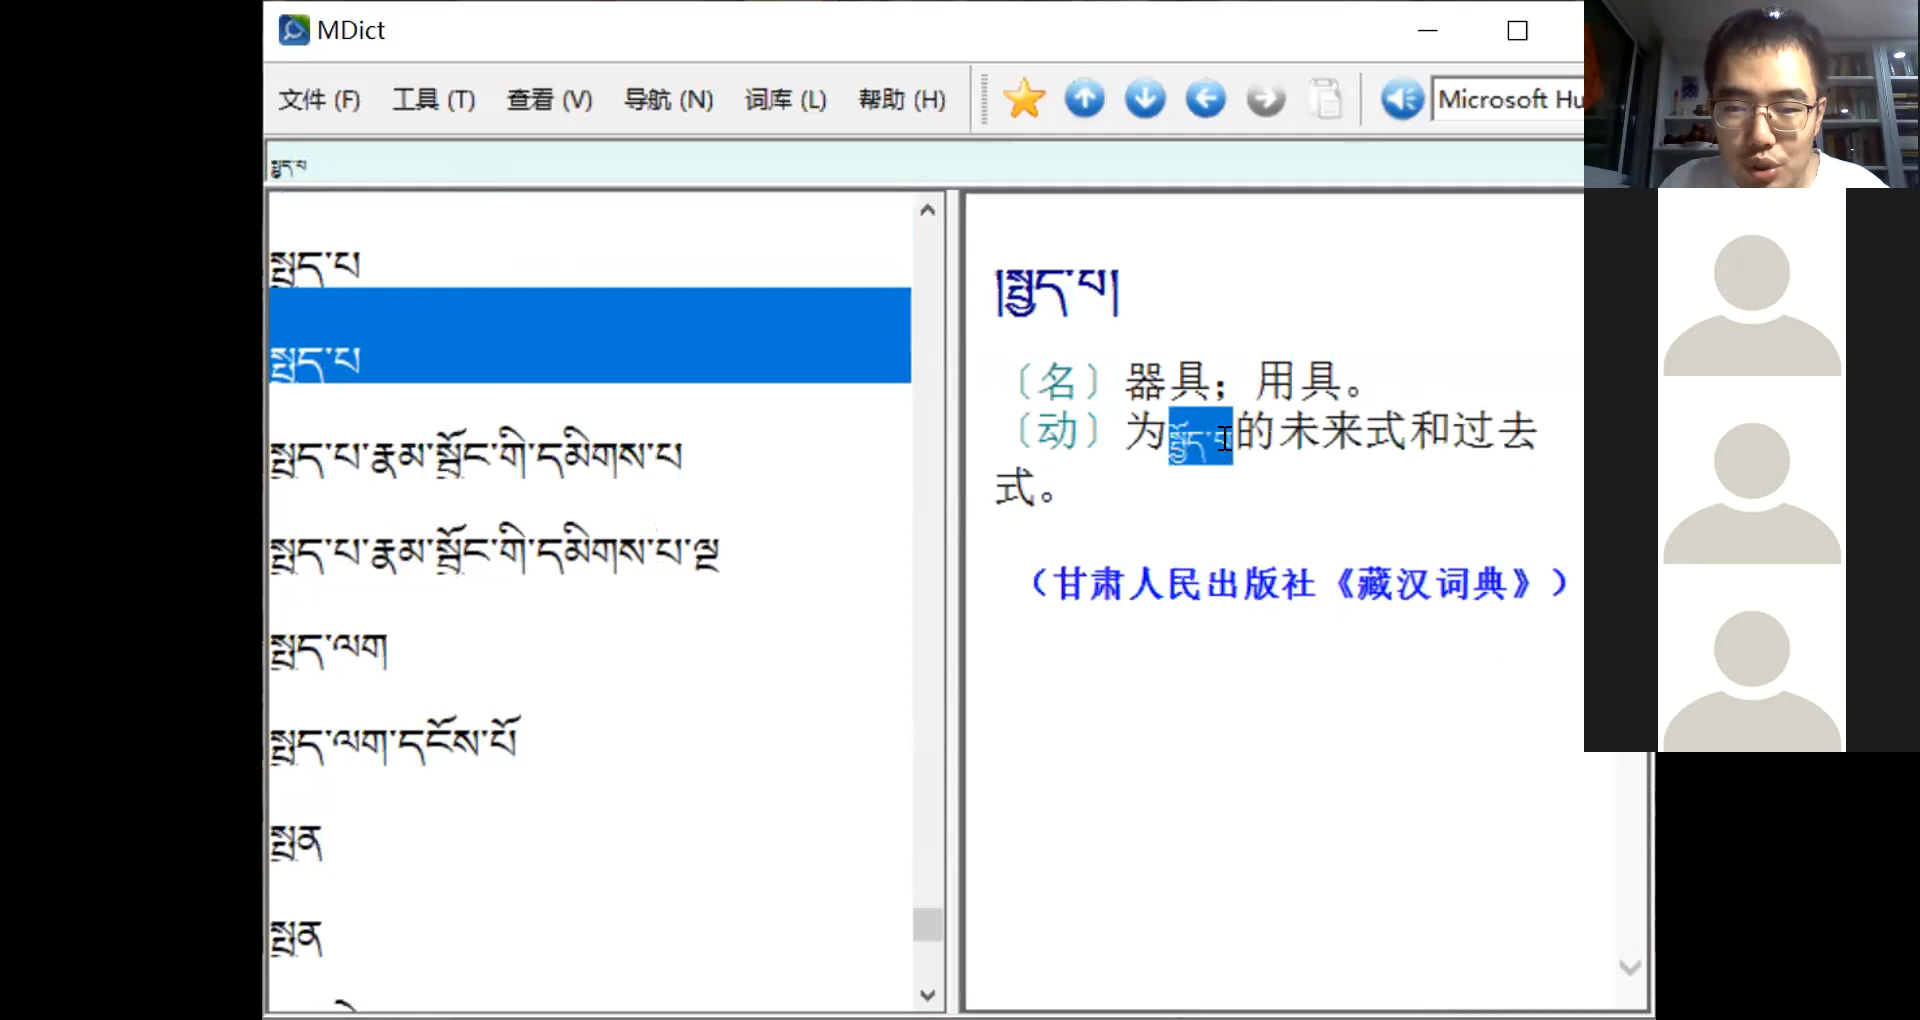 MDict
文件 (F) 工具 (T) 查看 (V) 导航 (N) 词库 (L) 帮助 (H) Microsoft Hu
སྤྱད་པ
སྤྱད་པ
སྤྱད་པ
སྤྱད་པ་རྣམ་སྦྱོང་གི་དམིགས་པ
སྤྱད་པ་རྣམ་སྦྱོང་གི་དམིགས་པ་ལྔ
སྤྱད་ལག
སྤྱད་ལག་དངོས་པོ
སྤྱན
སྤྱན
།སྤྱད་པ།
〔名〕器具；用具。
〔动〕为སྤྱོད་པ的未来式和过去
式。
（甘肃人民出版社《藏汉词典》）